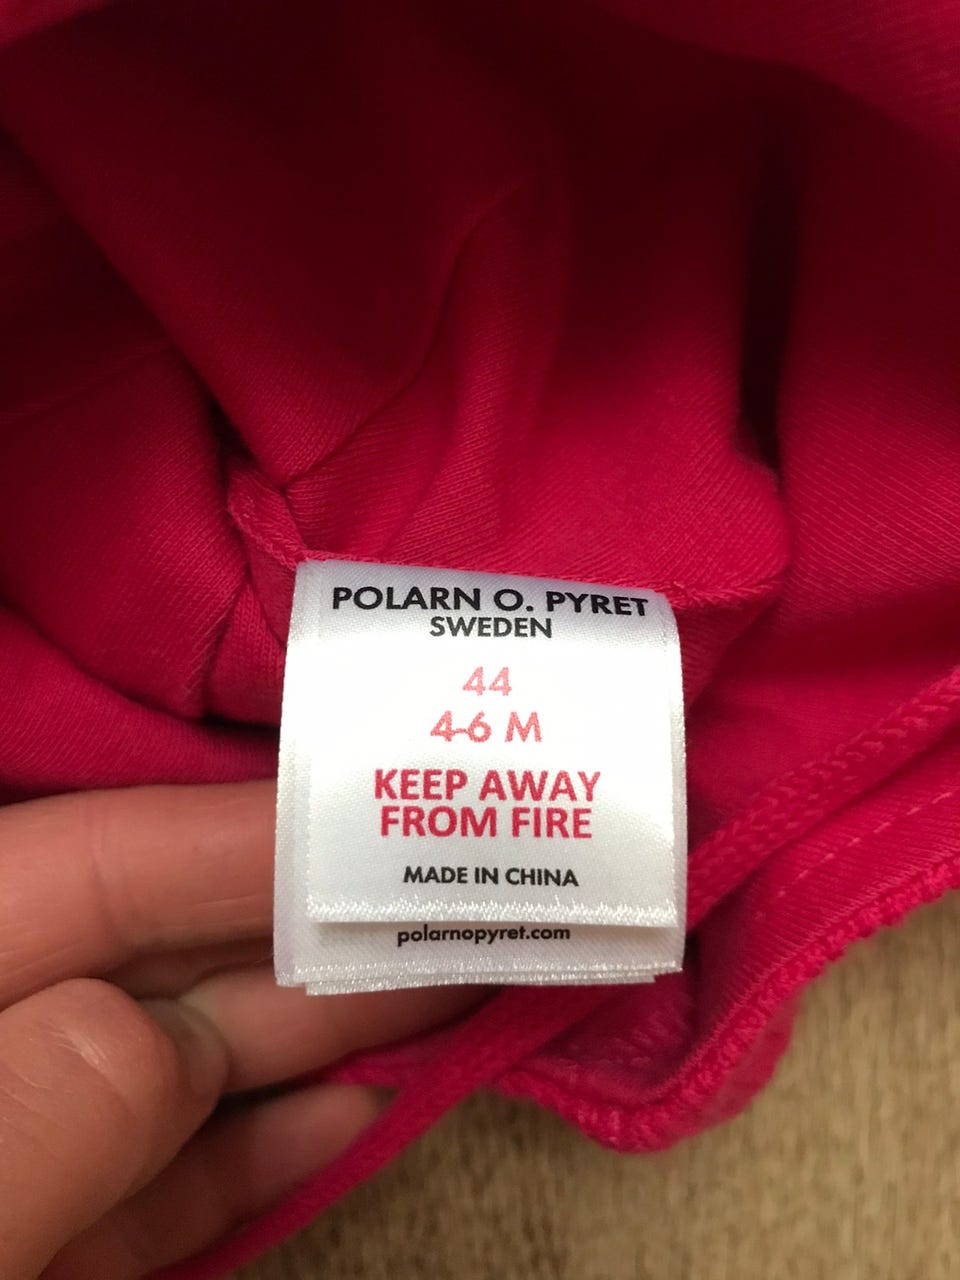 POLARN O. PYRET
SWEDEN
44
4-6 M
KEEP AWAY
FROM FIRE
MADE IN CHINA
polarnopyret.com